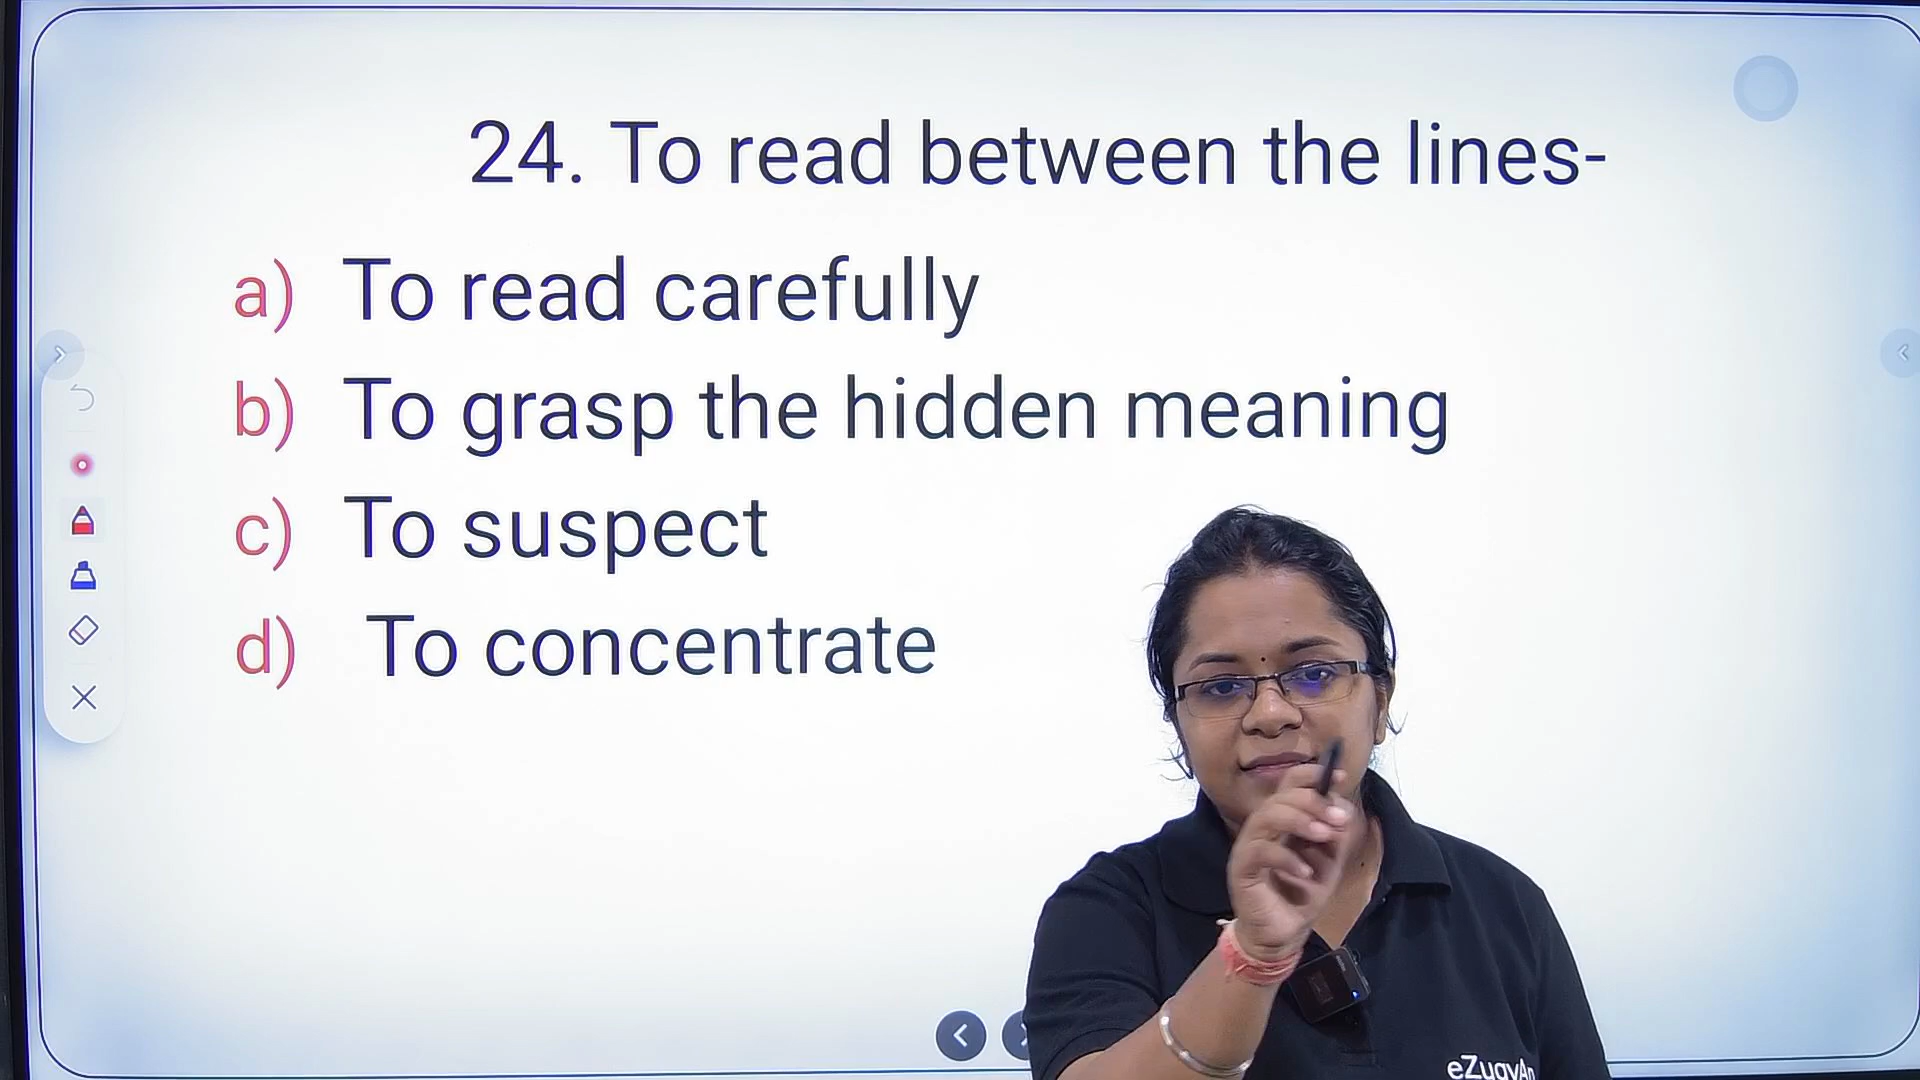 24. To read between the lines-
a) To read carefully
b) To grasp the hidden meaning
c) To suspect
d) To concentrate